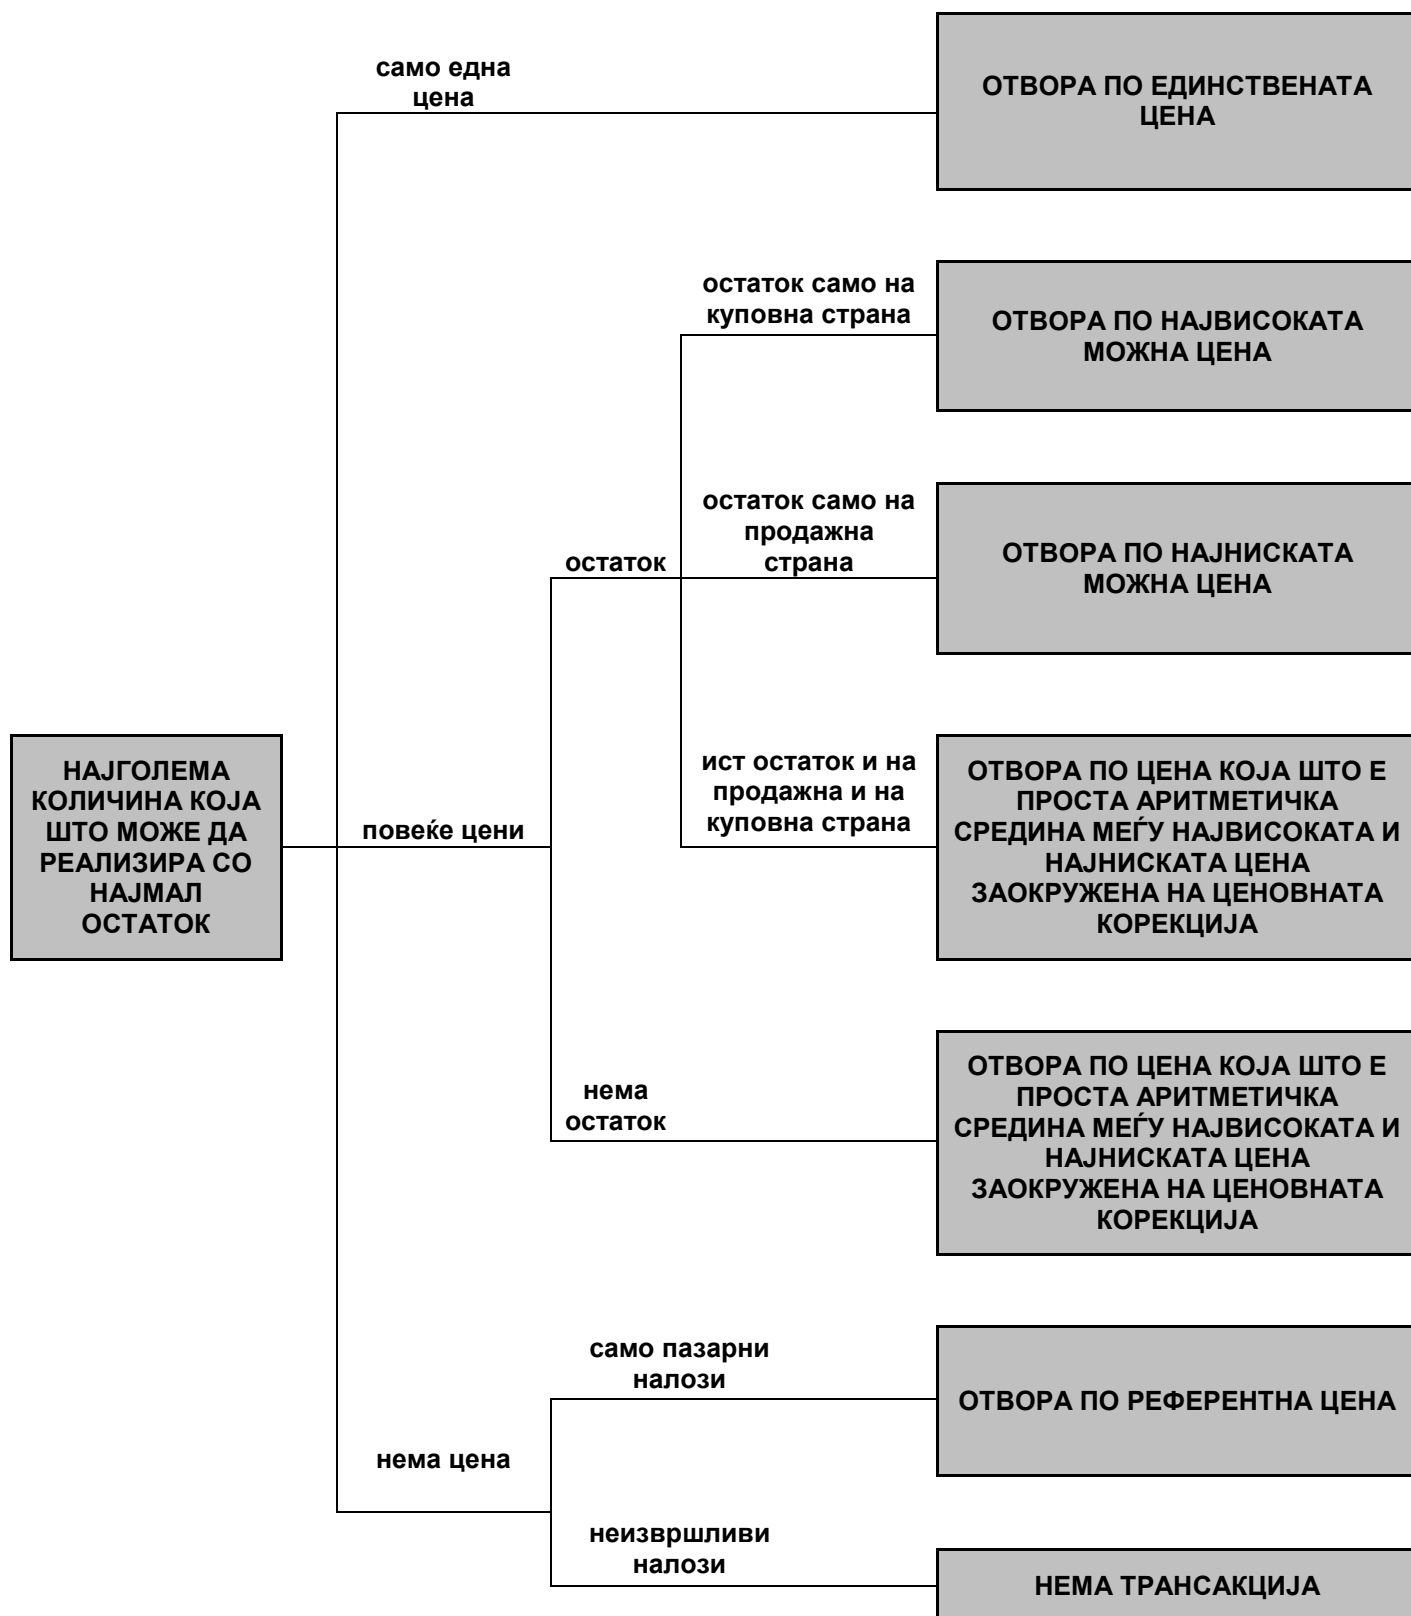 само една
цена
ОТВОРА ПО ЕДИНСТВЕНАТА
ЦЕНА
остаток само на
куповна страна
ОТВОРА ПО НАЈВИСОКАТА
МОЖНА ЦЕНА
остаток само на
продажна
страна
остаток
ОТВОРА ПО НАЈНИСКАТА
МОЖНА ЦЕНА
НАЈГОЛЕМА
КОЛИЧИНА КОЈА
ШТО МОЖЕ ДА
РЕАЛИЗИРА СО
НАЈМАЛ
ОСТАТОК
повеќе цени
ист остаток и на
продажна и на
куповна страна
ОТВОРА ПО ЦЕНА КОЈА ШТО Е
ПРОСТА АРИТМЕТИЧКА
СРЕДИНА МЕЃУ НАЈВИСОКАТА И
НАЈНИСКАТА ЦЕНА
ЗАОКРУЖЕНА НА ЦЕНОВНАТА
КОРЕКЦИЈА
нема
остаток
ОТВОРА ПО ЦЕНА КОЈА ШТО Е
ПРОСТА АРИТМЕТИЧКА
СРЕДИНА МЕЃУ НАЈВИСОКАТА И
НАЈНИСКАТА ЦЕНА
ЗАОКРУЖЕНА НА ЦЕНОВНАТА
КОРЕКЦИЈА
само пазарни
налози
ОТВОРА ПО РЕФЕРЕНТНА ЦЕНА
нема цена
неизвршливи
налози
НЕМА ТРАНСАКЦИЈА